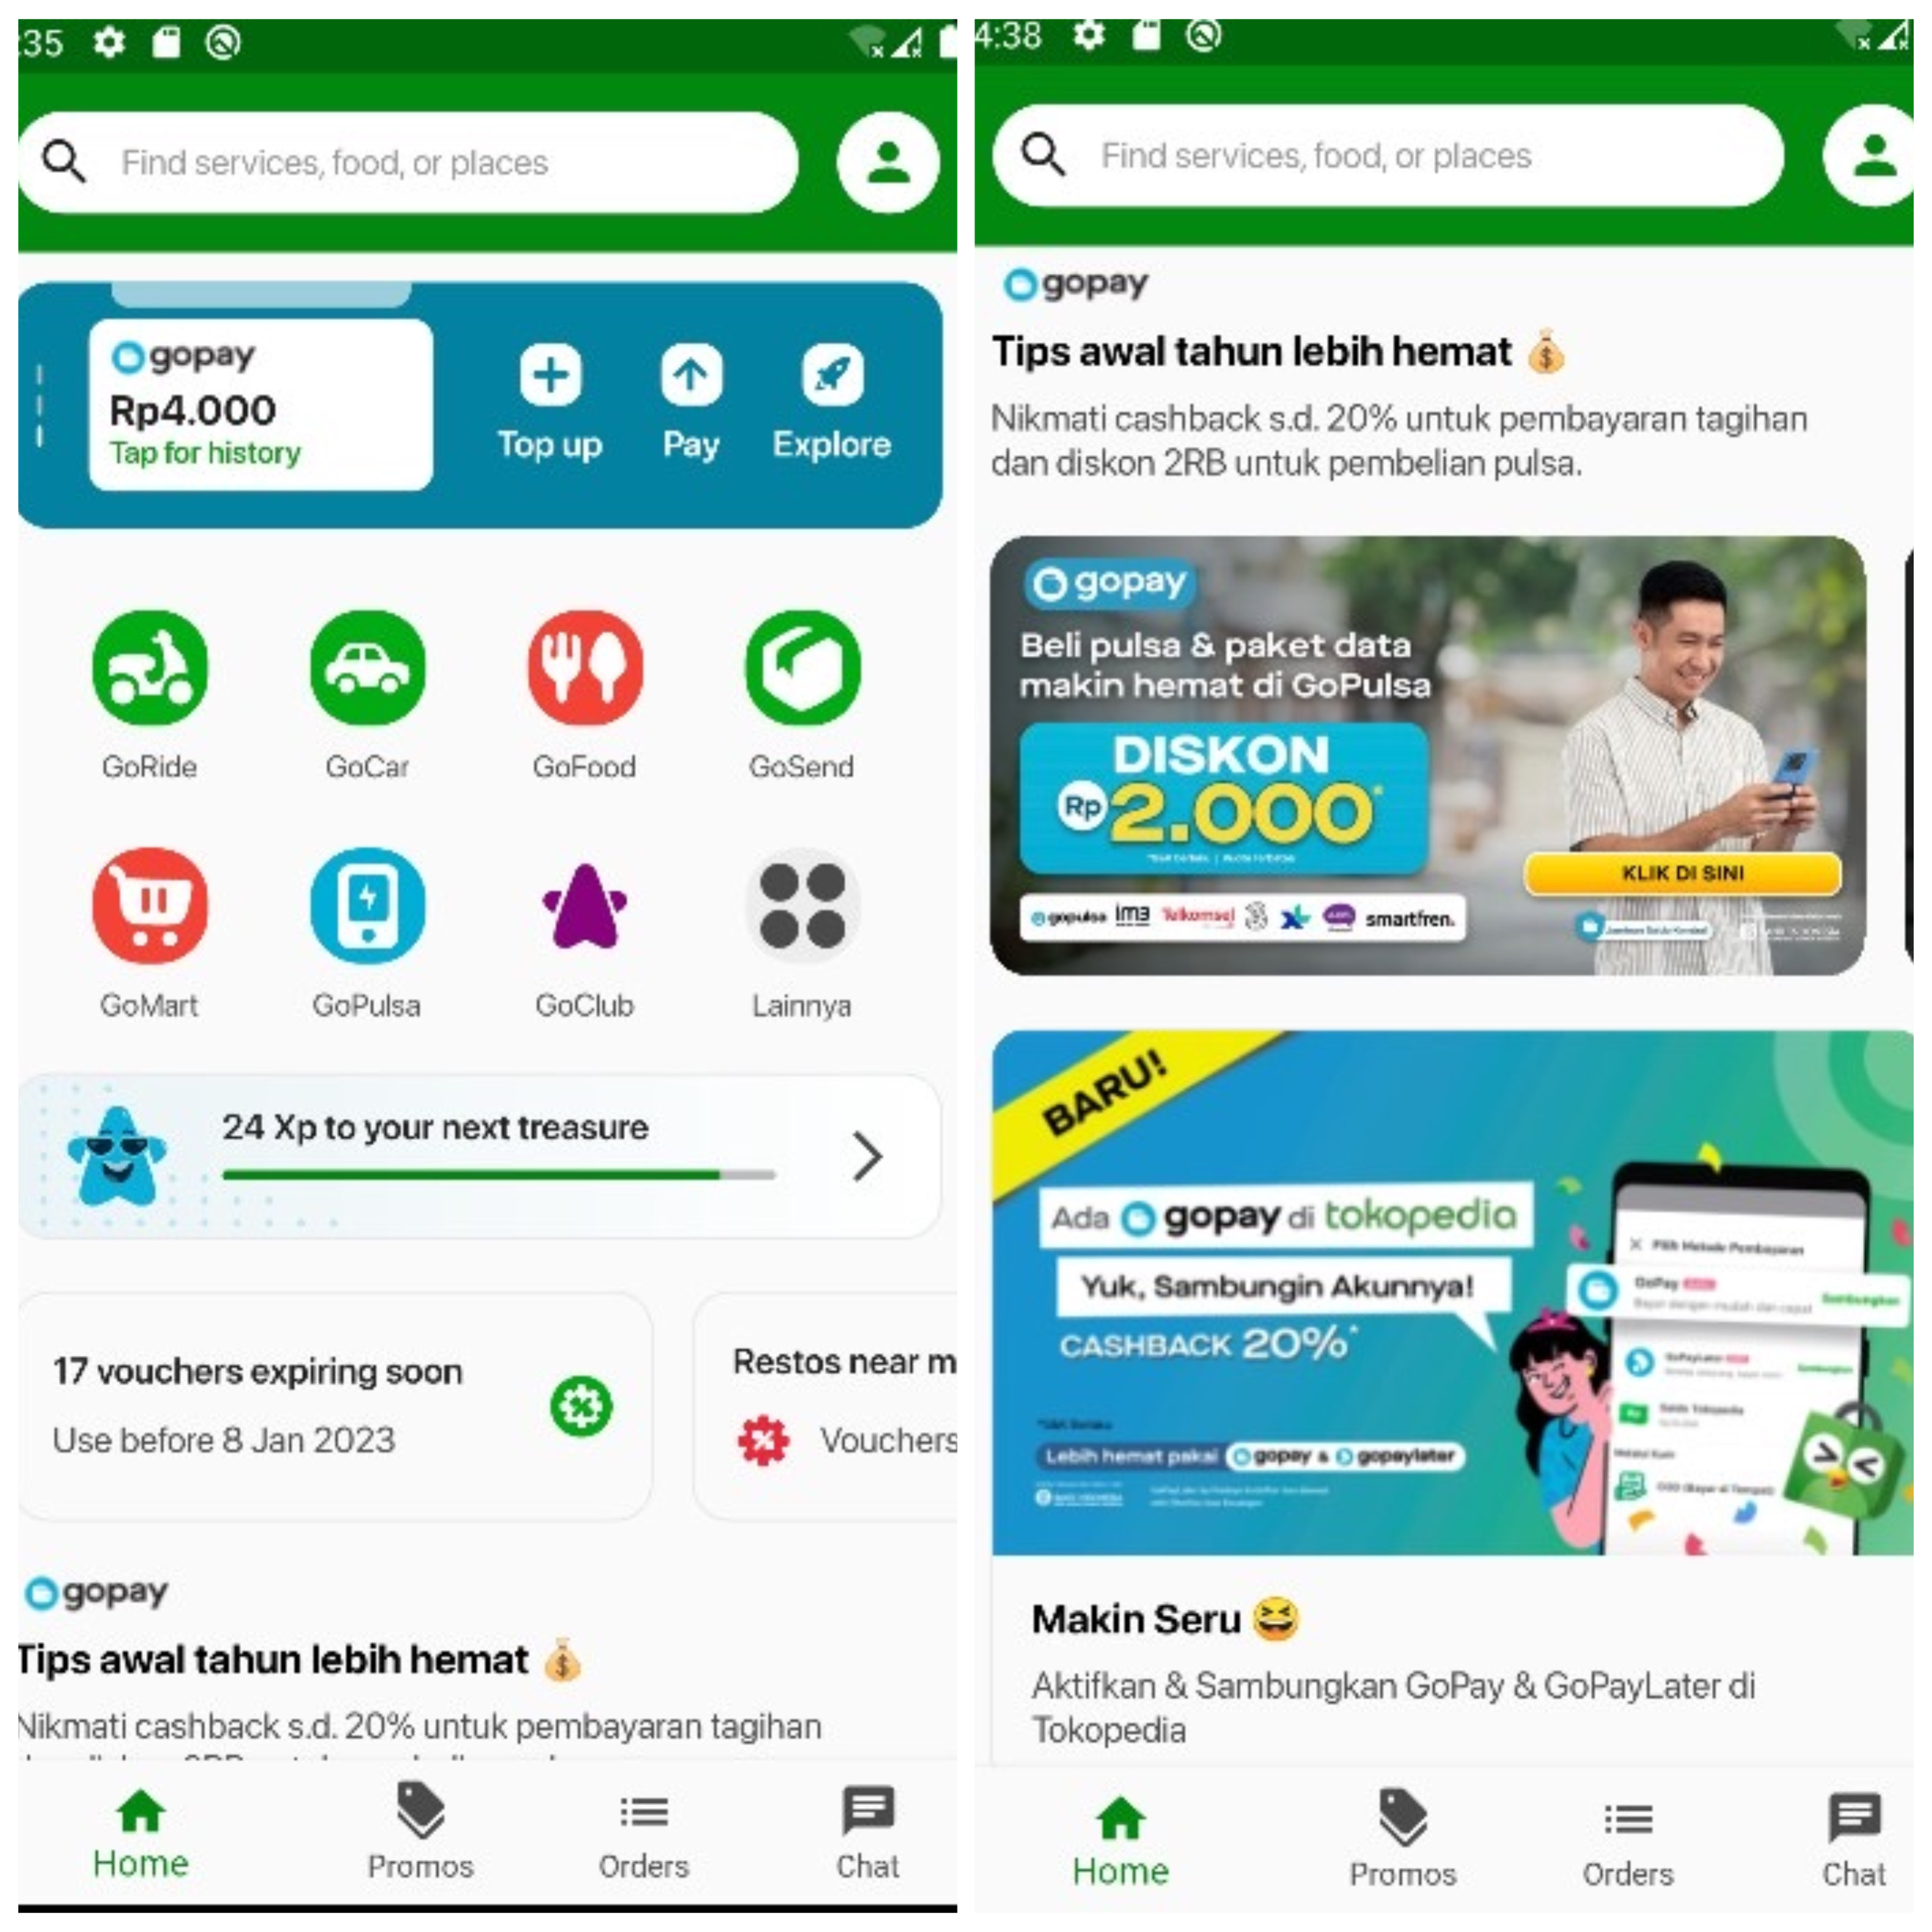 :35
Find services, food, or places
gopay
Rp4.000
Tap for history
Top up
Pay
Explore
GoRide
GoCar
GoFood
GoSend
GoMart
GoPulsa
GoClub
Lainnya
24 Xp to your next treasure
17 vouchers expiring soon
Use before 8 Jan 2023
Restos near m
Vouchers
gopay
Tips awal tahun lebih hemat
Nikmati cashback s.d. 20% untuk pembayaran tagihan
Home
Promos
Orders
Chat
4:38
Find services, food, or places
gopay
Tips awal tahun lebih hemat
Nikmati cashback s.d. 20% untuk pembayaran tagihan
dan diskon 2RB untuk pembelian pulsa.
gopay
Beli pulsa & paket data
makin hemat di GoPulsa
DISKON
Rp 2.000*
KLIK DI SINI
gopulsa im3 Telkomsel 3 XL AXIS smartfren.
BARU!
Ada gopay di tokopedia
Yuk, Sambungin Akunnya!
CASHBACK 20%*
Pilih Metode Pembayaran
GoPay
Sambungkan
Lebih hemat pakai gopay & gopaylater
Makin Seru
Aktifkan & Sambungkan GoPay & GoPayLater di
Tokopedia
Home
Promos
Orders
Chat